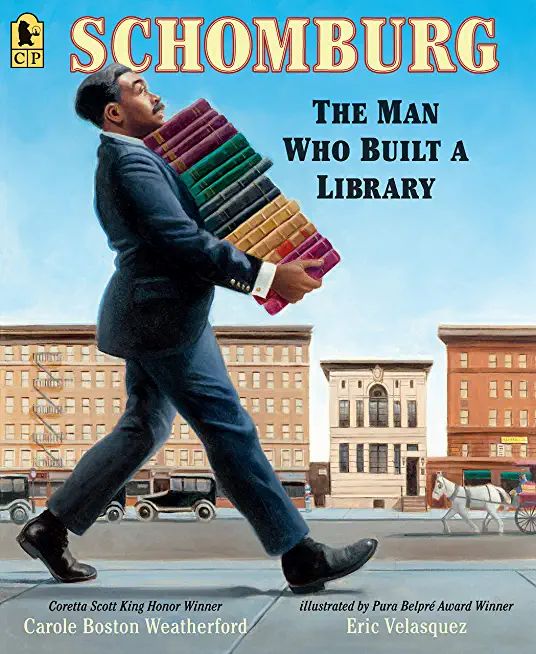 SCHOMBURG
CP
THE MAN
WHO BUILT A
LIBRARY
Coretta Scott King Honor Winner
Carole Boston Weatherford
illustrated by Pura Belpré Award Winner
Eric Velasquez